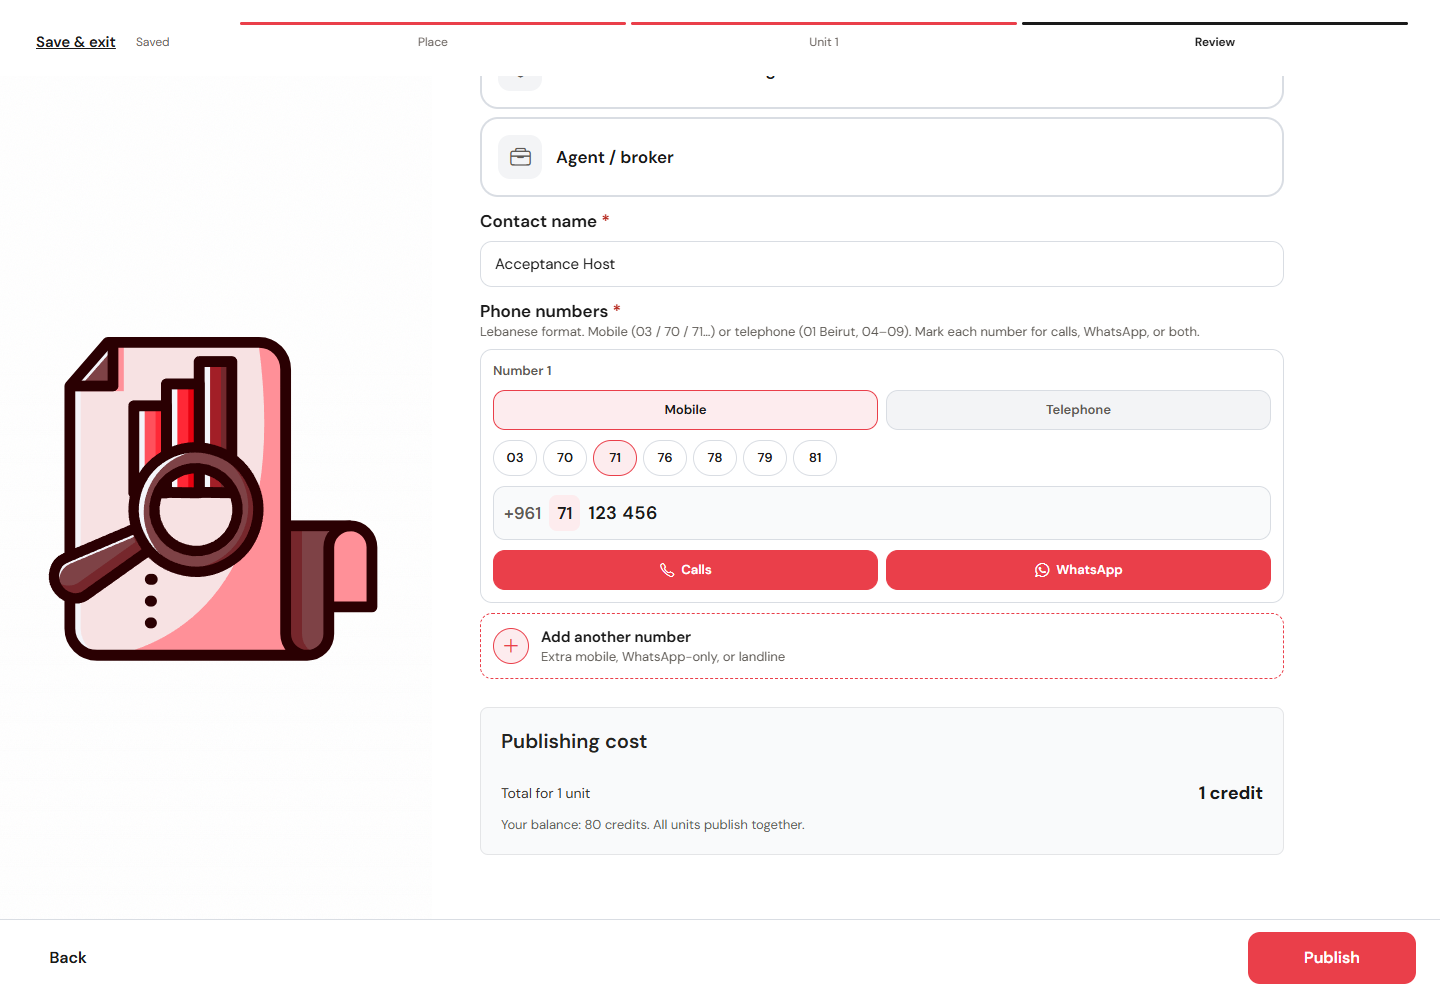 Save & exit
Saved
Place
Unit 1
Review
Agent / broker
Contact name *
Acceptance Host
Phone numbers *
Lebanese format. Mobile (03 / 70 / 71…) or telephone (01 Beirut, 04–09). Mark each number for calls, WhatsApp, or both.
Number 1
Mobile
Telephone
03
70
71
76
78
79
81
+961 71 123 456
Calls
WhatsApp
Add another number
Extra mobile, WhatsApp-only, or landline
Publishing cost
Total for 1 unit
1 credit
Your balance: 80 credits. All units publish together.
Back
Publish